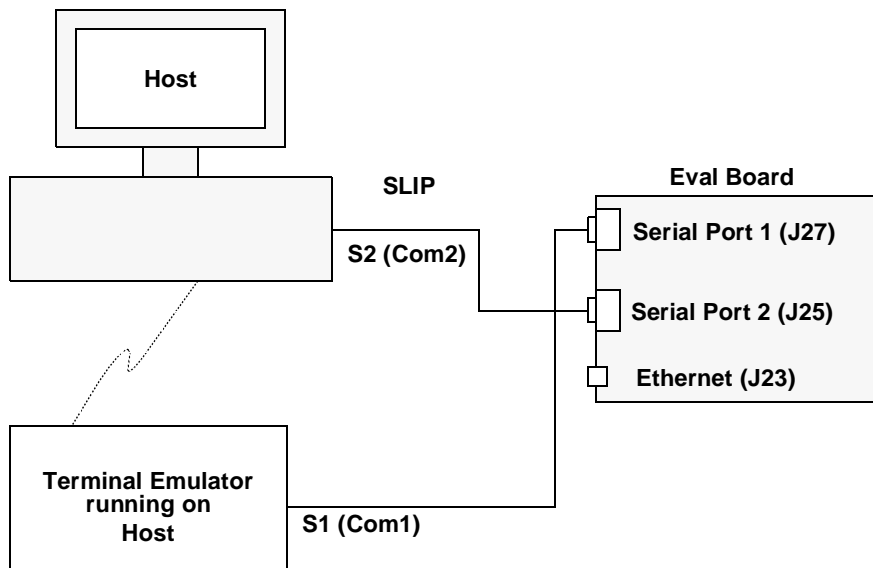 Host
SLIP
S2 (Com2)
Eval Board
Serial Port 1 (J27)
Serial Port 2 (J25)
Ethernet (J23)
Terminal Emulator
running on
Host
S1 (Com1)